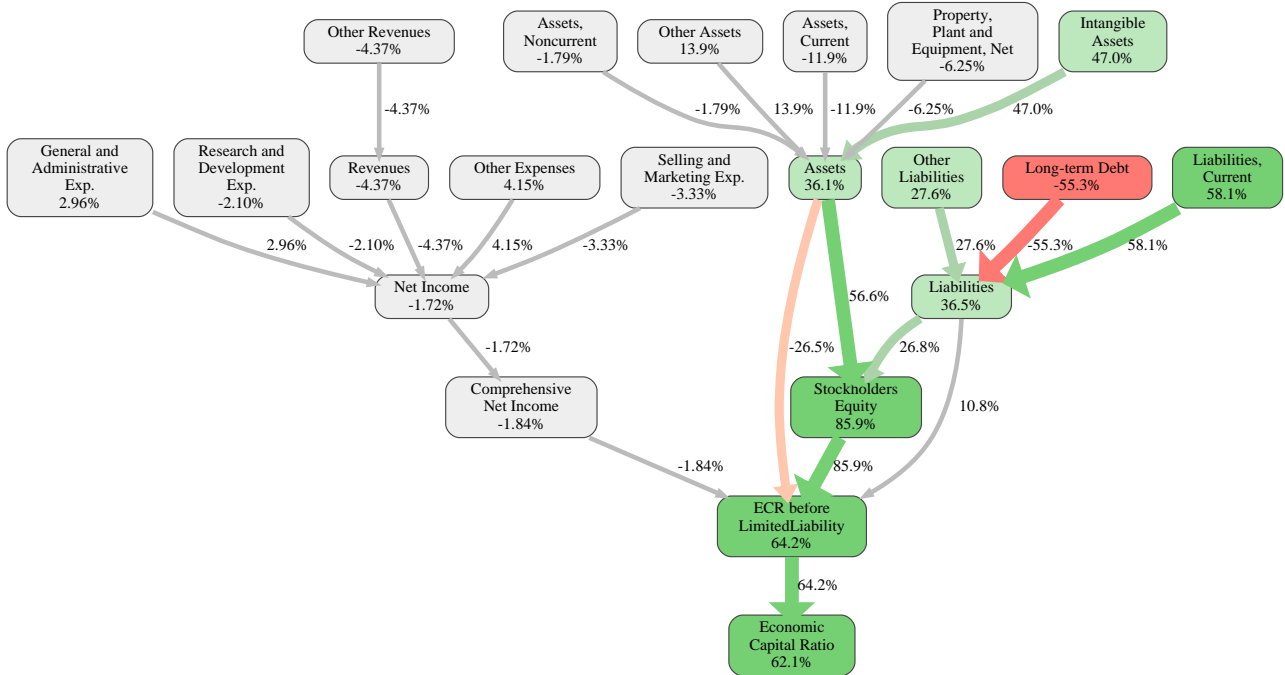 Other Revenues
-4.37%
Assets,
Noncurrent
-1.79%
Other Assets
13.9%
Assets,
Current
-11.9%
Property,
Plant and
Equipment, Net
-6.25%
Intangible
Assets
47.0%
-4.37%
-1.79%
13.9%
-11.9%
-6.25%
47.0%
General and
Administrative
Exp.
2.96%
Research and
Development
Exp.
-2.10%
Revenues
-4.37%
Other Expenses
4.15%
Selling and
Marketing Exp.
-3.33%
Assets
36.1%
Other
Liabilities
27.6%
Long-term Debt
-55.3%
Liabilities,
Current
58.1%
2.96%
-2.10%
-4.37%
4.15%
-3.33%
27.6%
-55.3%
58.1%
Net Income
-1.72%
Liabilities
36.5%
56.6%
-1.72%
-26.5%
26.8%
Comprehensive
Net Income
-1.84%
Stockholders
Equity
85.9%
10.8%
-1.84%
85.9%
ECR before
LimitedLiability
64.2%
64.2%
Economic
Capital Ratio
62.1%